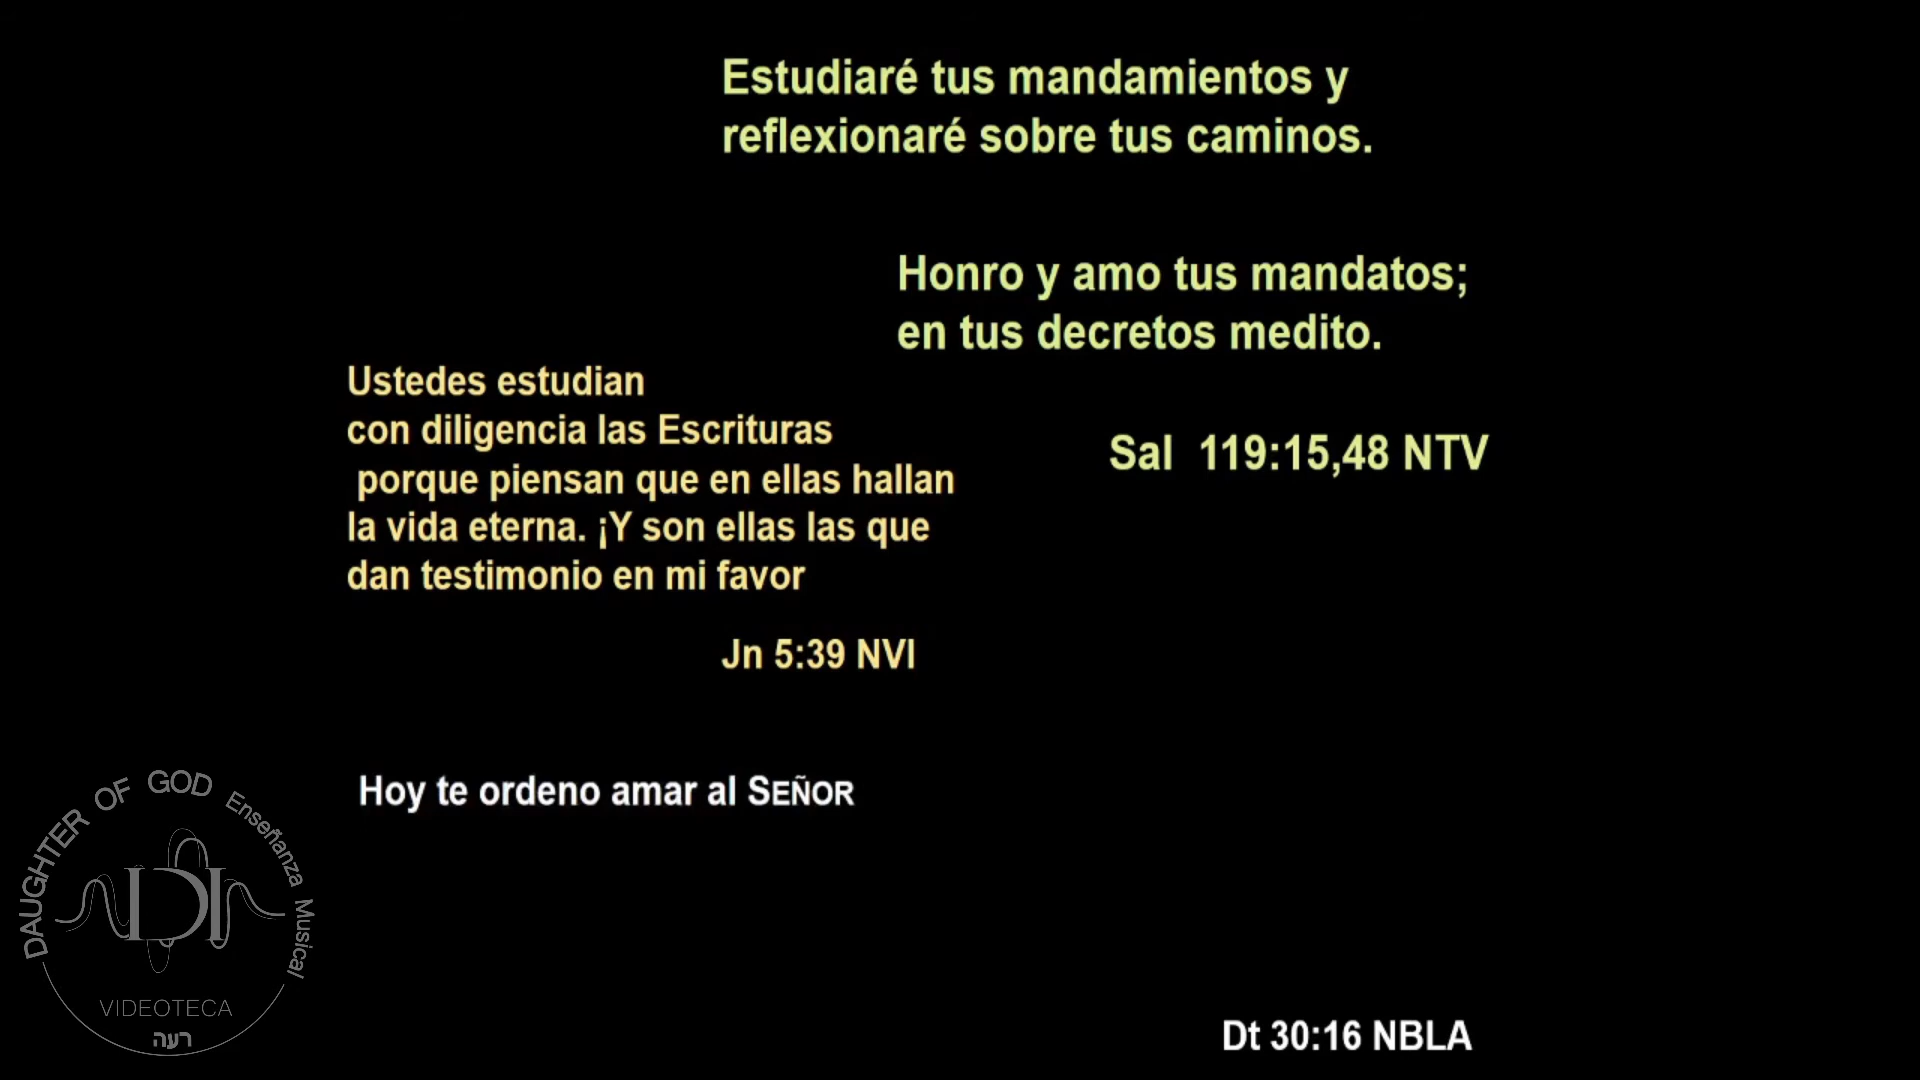 Estudiaré tus mandamientos y
reflexionaré sobre tus caminos.
Honro y amo tus mandatos;
en tus decretos medito.
Sal 119:15,48 NTV
Ustedes estudian
con diligencia las Escrituras
porque piensan que en ellas hallan
la vida eterna. ¡Y son ellas las que
dan testimonio en mi favor
Jn 5:39 NVI
Hoy te ordeno amar al SEÑOR
Dt 30:16 NBLA
DAUGHTER OF GOD Enseñanza Musical
DI
VIDEOTECA
רעה